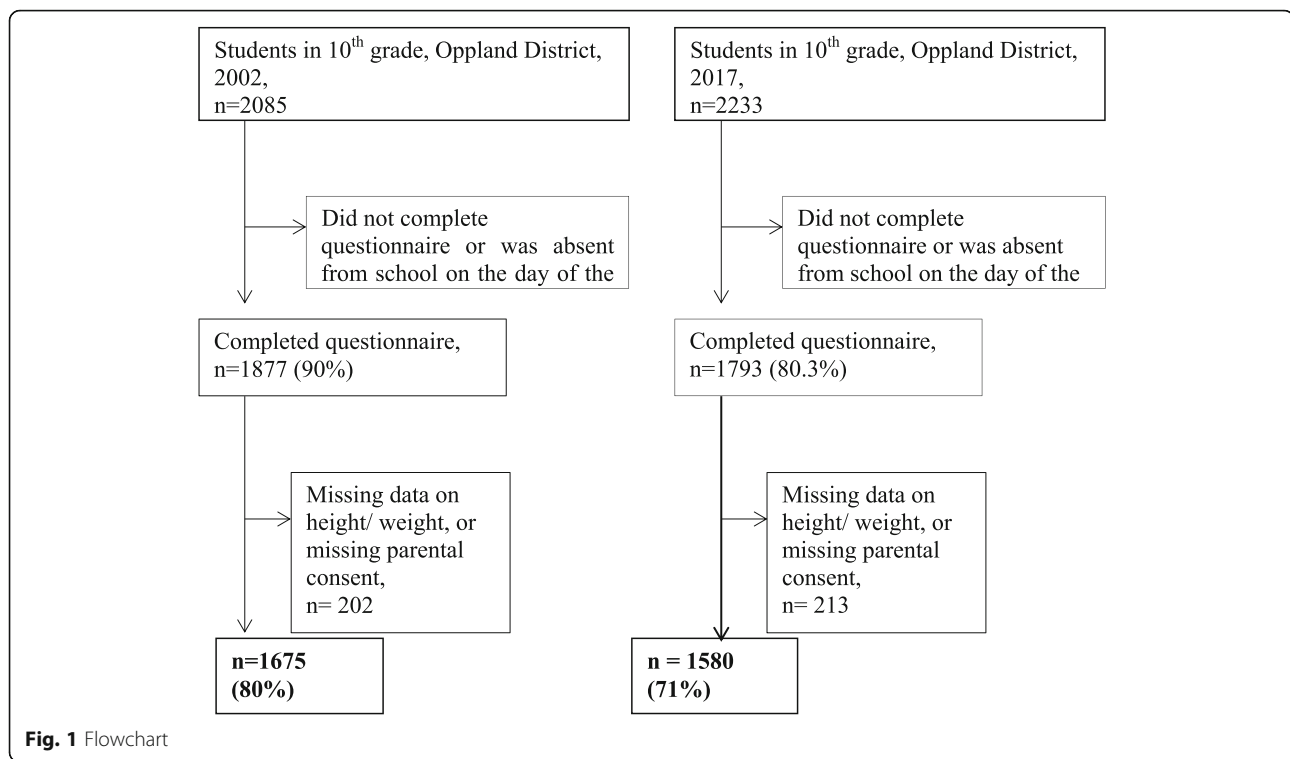 Students in 10th grade, Oppland District,
2002,
n=2085
Did not complete
questionnaire or was absent
from school on the day of the
Completed questionnaire,
n=1877 (90%)
Missing data on
height/ weight, or
missing parental
consent,
n= 202
n=1675
(80%)
Students in 10th grade, Oppland District,
2017,
n=2233
Did not complete
questionnaire or was absent
from school on the day of the
Completed questionnaire,
n=1793 (80.3%)
Missing data on
height/ weight, or
missing parental
consent,
n= 213
n = 1580
(71%)
Fig. 1 Flowchart